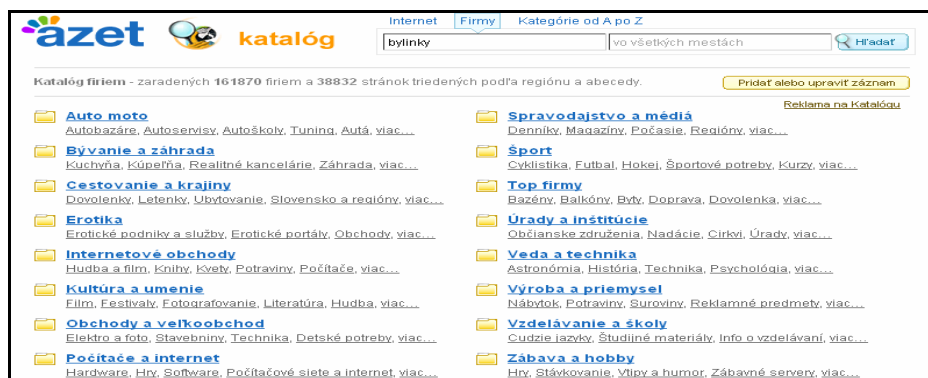 azet katalóg
Internet Firmy Kategórie od A po Z
bylinky vo všetkých mestách Hľadať
Katalóg firiem - zaradených 161870 firiem a 38832 stránok triedených podľa regiónu a abecedy. Pridať alebo upraviť záznam
Reklama na Katalógu
Auto moto
Autobazáre, Autoservisy, Autoškoly, Tuning, Autá, viac...
Bývanie a záhrada
Kuchyňa, Kúpeľňa, Realitné kancelárie, Záhrada, viac...
Cestovanie a krajiny
Dovolenky, Letenky, Ubytovanie, Slovensko a regióny, viac...
Erotika
Erotické podniky a služby, Erotické portály, Obchody, viac...
Internetové obchody
Hudba a film, Knihy, Kvety, Potraviny, Počítače, viac...
Kultúra a umenie
Film, Festivaly, Fotografovanie, Literatúra, Hudba, viac...
Obchody a veľkoobchod
Elektro a foto, Stavebniny, Technika, Detské potreby, viac...
Počítače a internet
Hardware, Hry, Software, Počítačové siete a internet, viac...
Spravodajstvo a médiá
Denníky, Magazíny, Počasie, Regióny, viac...
Šport
Cyklistika, Futbal, Hokej, Športové potreby, Kurzy, viac...
Top firmy
Bazény, Balkóny, Byty, Doprava, Dovolenka, viac...
Úrady a inštitúcie
Občianske združenia, Nadácie, Cirkvi, Úrady, viac...
Veda a technika
Astronómia, História, Technika, Psychológia, viac...
Výroba a priemysel
Nábytok, Potraviny, Suroviny, Reklamné predmety, viac...
Vzdelávanie a školy
Cudzie jazyky, Študijné materiály, Info o vzdelávaní, viac...
Zábava a hobby
Hry, Stávkovanie, Vtipy a humor, Zábavné servery, viac...